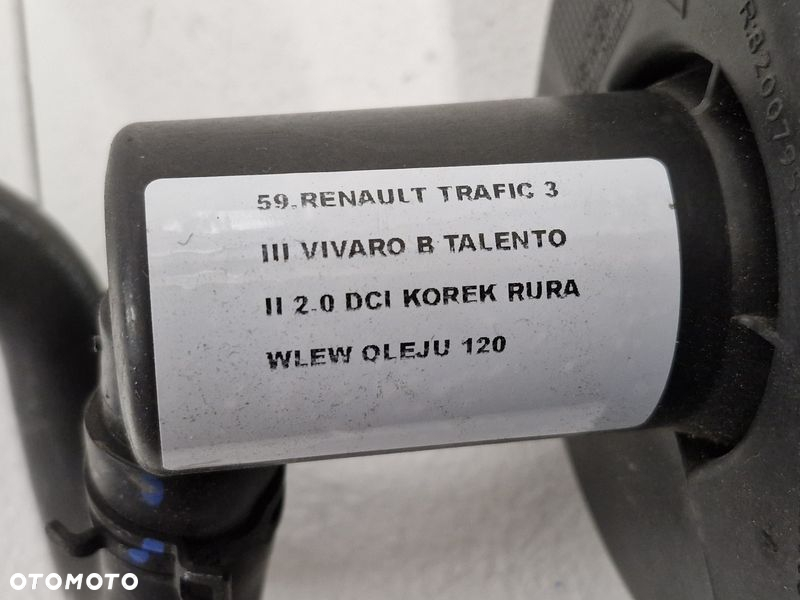 59.RENAULT TRAFIC 3
III VIVARO B TALENTO
II 2.0 DCI KOREK RURA
WLEW OLEJU 120
OTOMOTO